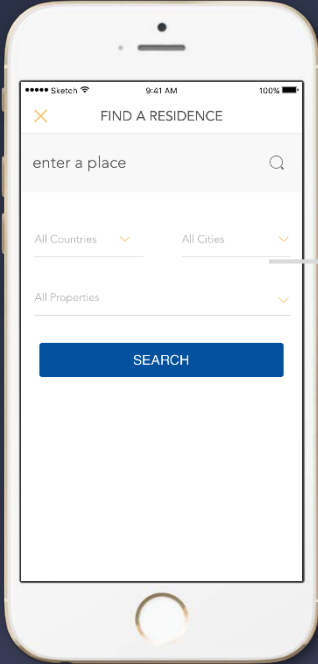 Sketch 9:41 AM 100%
FIND A RESIDENCE
enter a place
All Countries All Cities
All Properties
SEARCH